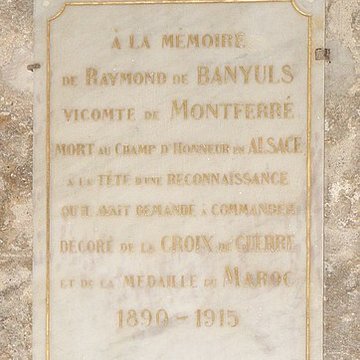 À LA MÉMOIRE
DE RAYMOND DE BANYULS
VICOMTE DE MONTFERRÉ
MORT AU CHAMP D'HONNEUR EN ALSACE
À LA TÊTE D'UNE RECONNAISSANCE
QU'IL AVAIT DEMANDÉ À COMMANDER
DÉCORÉ DE LA CROIX DE GUERRE
ET DE LA MÉDAILLE DU MAROC
1890 - 1915